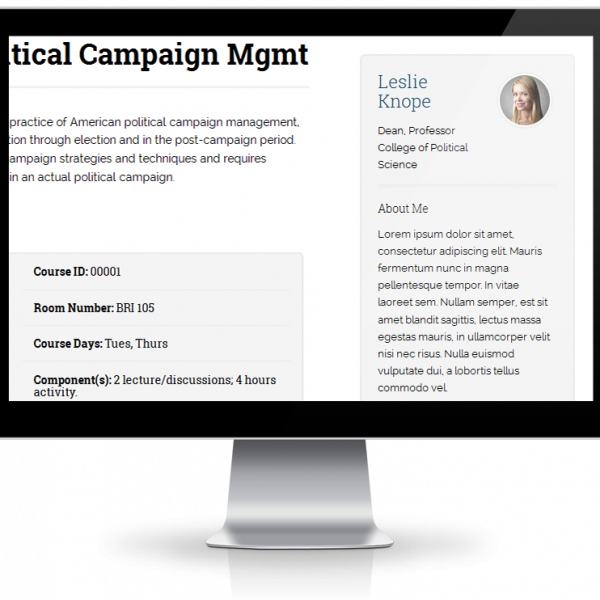 tical Campaign Mgmt
practice of American political campaign management,
tion through election and in the post-campaign period.
ampaign strategies and techniques and requires
in an actual political campaign.
Course ID: 00001
Room Number: BRI 105
Course Days: Tues, Thurs
Component(s): 2 lecture/discussions; 4 hours
activity.
Leslie
Knope
Dean, Professor
College of Political
Science
About Me
Lorem ipsum dolor sit amet,
consectetur adipiscing elit. Mauris
fermentum nunc in magna
pellentesque tempor. In vitae
laoreet sem. Nullam semper, est sit
amet blandit sagittis, lectus massa
egestas mauris, in ullamcorper velit
nisi nec risus. Nulla euismod
vulputate dui, a lobortis tellus
commodo vel.